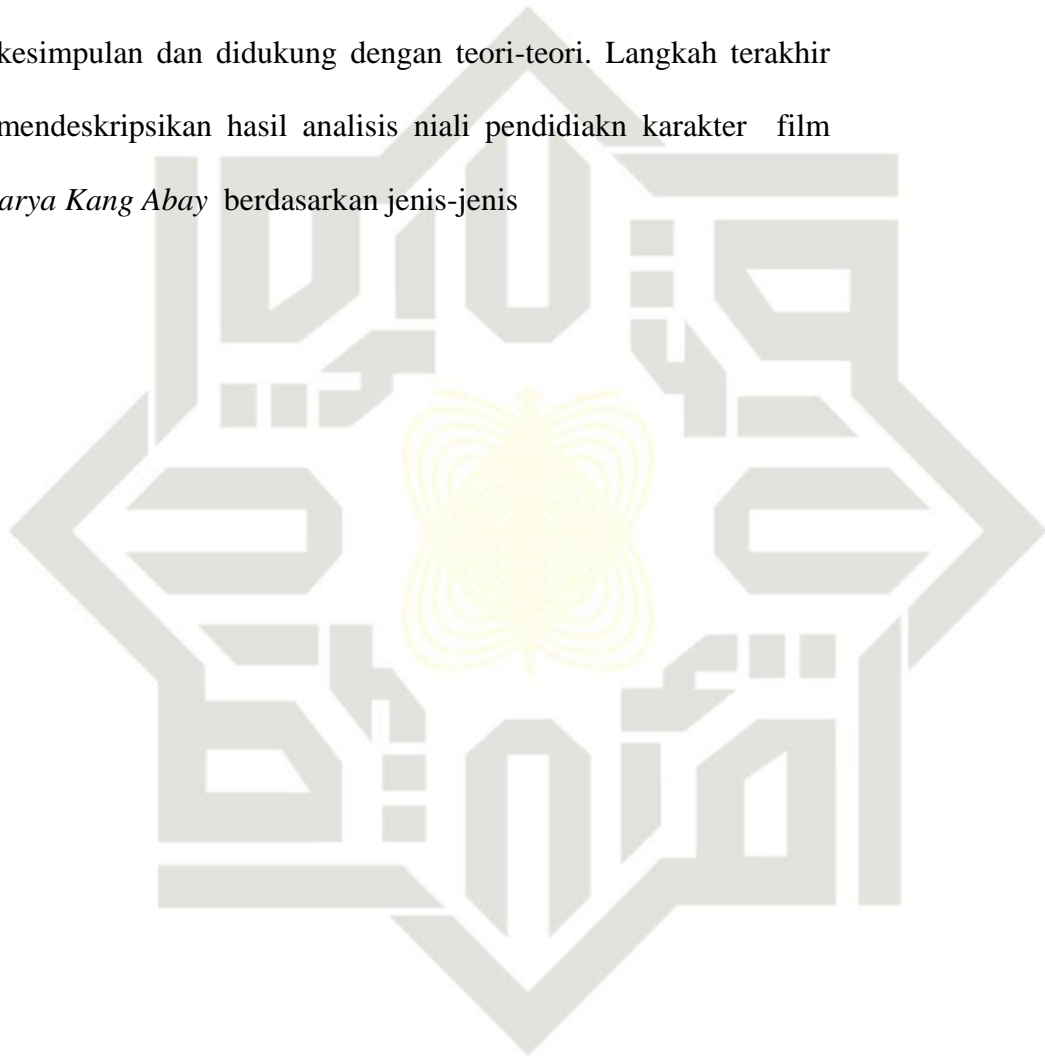 kesimpulan dan didukung dengan teori-teori. Langkah terakhir
mendeskripsikan hasil analisis niali pendidiakn karakter film
arya Kang Abay berdasarkan jenis-jenis